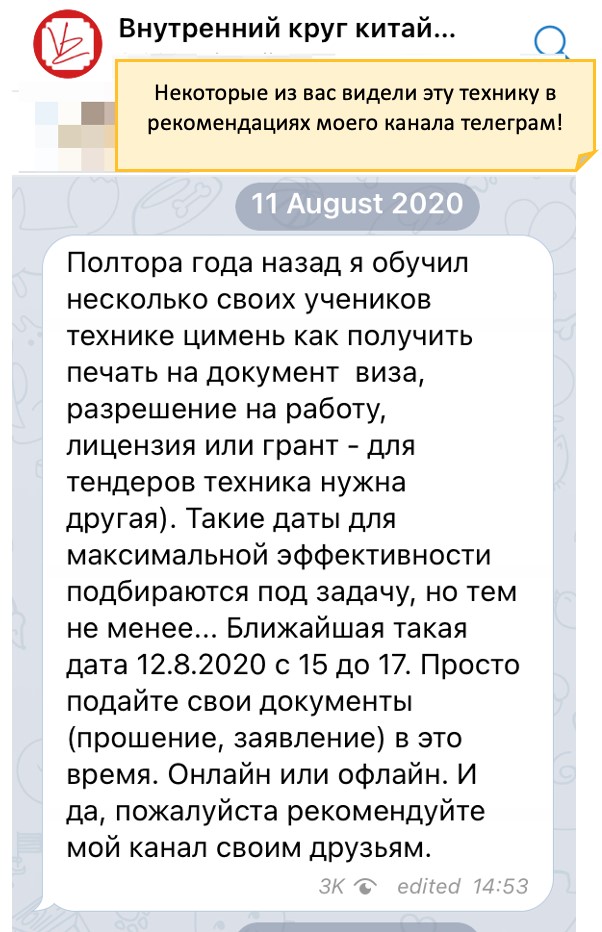 Внутренний круг китай...
Некоторые из вас видели эту технику в
рекомендациях моего канала телеграм!
11 August 2020
Полтора года назад я обучил
несколько своих учеников
технике цимень как получить
печать на документ  виза,
разрешение на работу,
лицензия или грант - для
тендеров техника нужна
другая). Такие даты для
максимальной эффективности
подбираются под задачу, но тем
не менее... Ближайшая такая
дата 12.8.2020 с 15 до 17. Просто
подайте свои документы
(прошение, заявление) в это
время. Онлайн или офлайн. И
да, пожалуйста рекомендуйте
мой канал своим друзьям.
3K edited 14:53